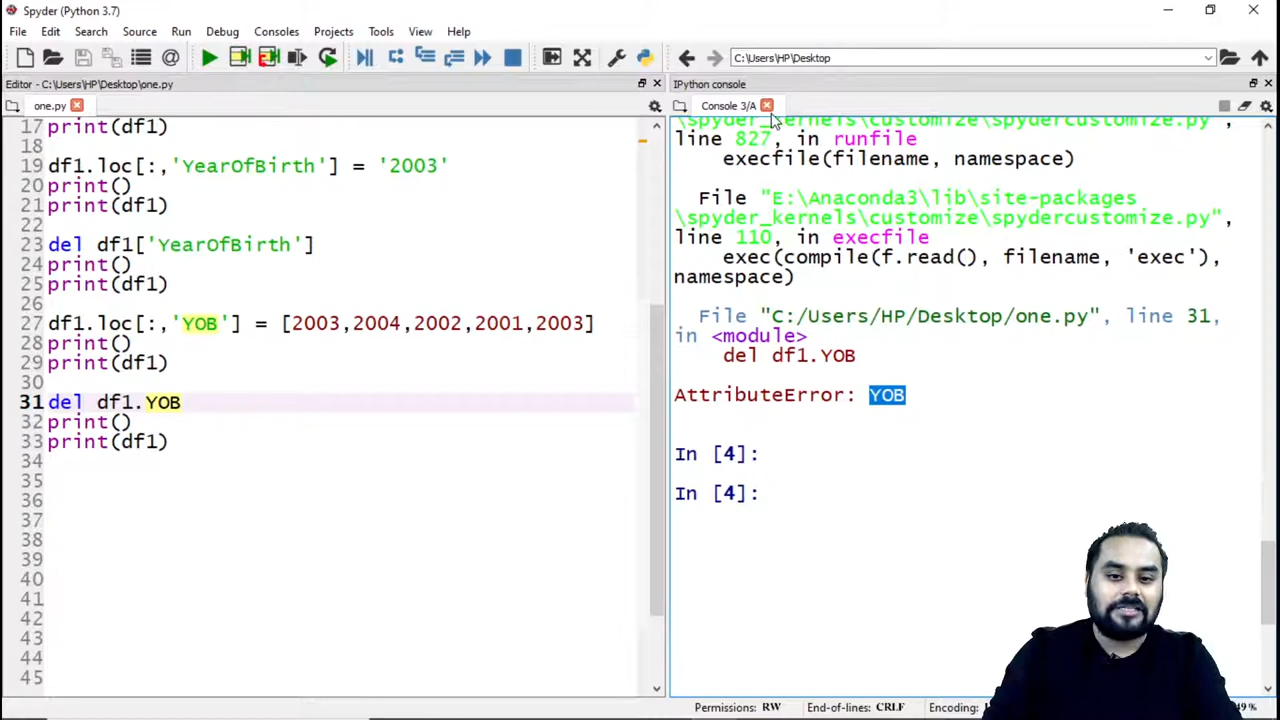 Spyder (Python 3.7)
File Edit Search Source Run Debug Consoles Projects Tools View Help
C:\Users\HP\Desktop
Editor - C:\Users\HP\Desktop\one.py
one.py
17 print(df1)
18
19 df1.loc[:,'YearOfBirth'] = '2003'
20 print()
21 print(df1)
22
23 del df1['YearOfBirth']
24 print()
25 print(df1)
26
27 df1.loc[:,'YOB'] = [2003,2004,2002,2001,2003]
28 print()
29 print(df1)
30
31 del df1.YOB
32 print()
33 print(df1)
34
35
36
37
38
39
40
41
42
43
44
45
IPython console
Console 3/A
\spyder_kernels\customize\spydercustomize.py",
line 827, in runfile
execfile(filename, namespace)
File "E:\Anaconda3\lib\site-packages
\spyder_kernels\customize\spydercustomize.py",
line 110, in execfile
exec(compile(f.read(), filename, 'exec'),
namespace)
File "C:/Users/HP/Desktop/one.py", line 31,
in <module>
del df1.YOB
AttributeError: YOB
In [4]:
In [4]:
Permissions: RW End-of-lines: CRLF Encoding: 49 %